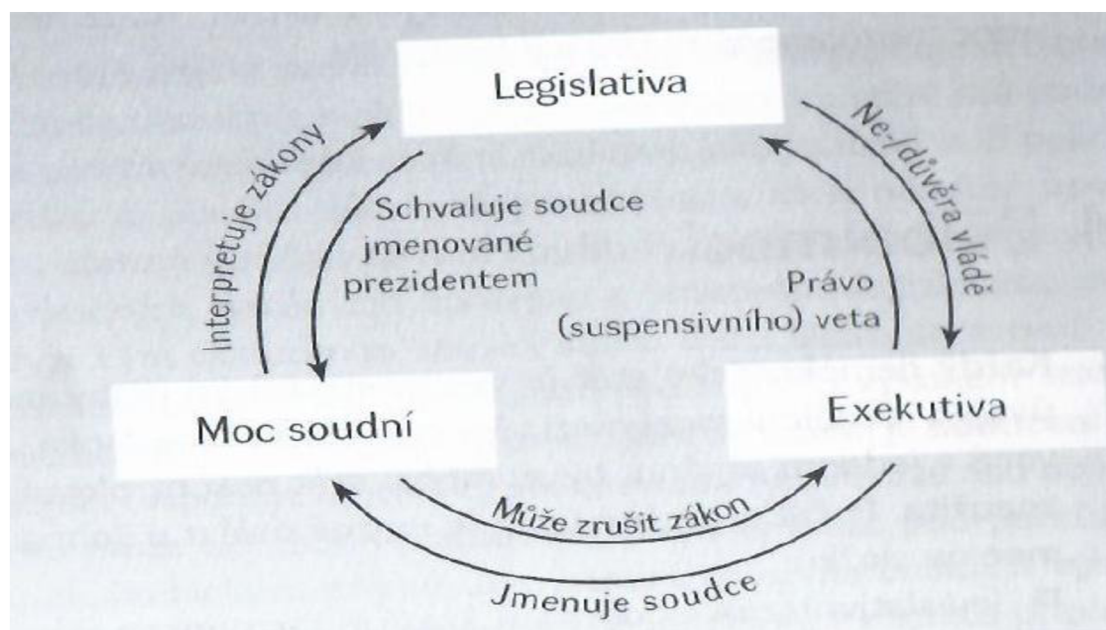 Legislativa
Interpretuje zákony
Ne-/důvěra vládě
Schvaluje soudce
jmenované
prezidentem
Právo
(suspensivního) veta
Moc soudní
Exekutiva
Může zrušit zákon
Jmenuje soudce